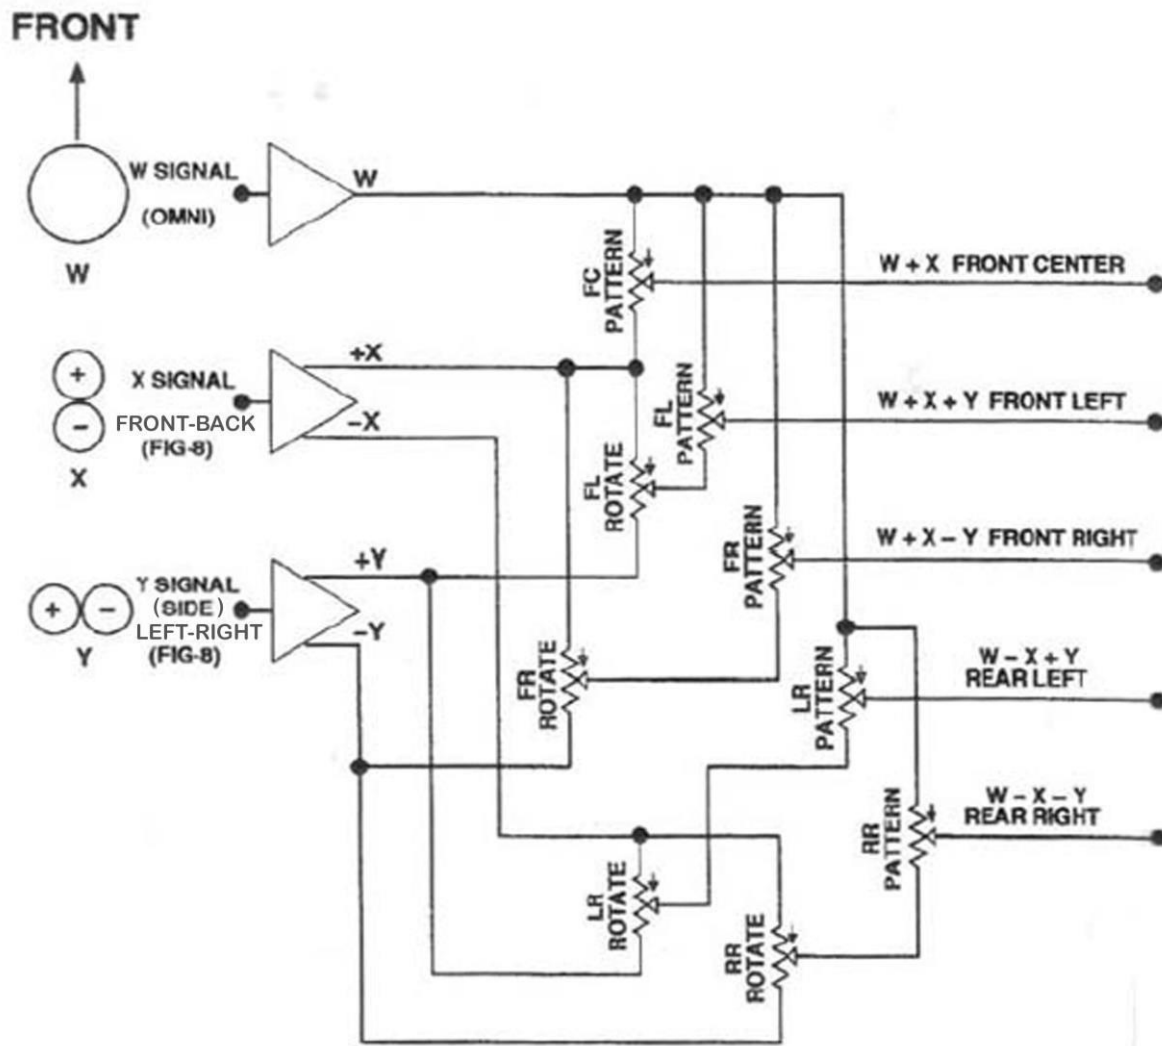 FRONT
W SIGNAL
(OMNI)
W
W
FC PATTERN
W + X FRONT CENTER
+
-
X SIGNAL
FRONT-BACK
(FIG-8)
X
+X
-X
FL PATTERN
W + X + Y FRONT LEFT
FL ROTATE
FR PATTERN
W + X - Y FRONT RIGHT
+
-
Y SIGNAL
(SIDE)
LEFT-RIGHT
(FIG-8)
Y
+Y
-Y
FR ROTATE
LR PATTERN
W - X + Y
REAR LEFT
RR PATTERN
W - X - Y
REAR RIGHT
LR ROTATE
RR ROTATE